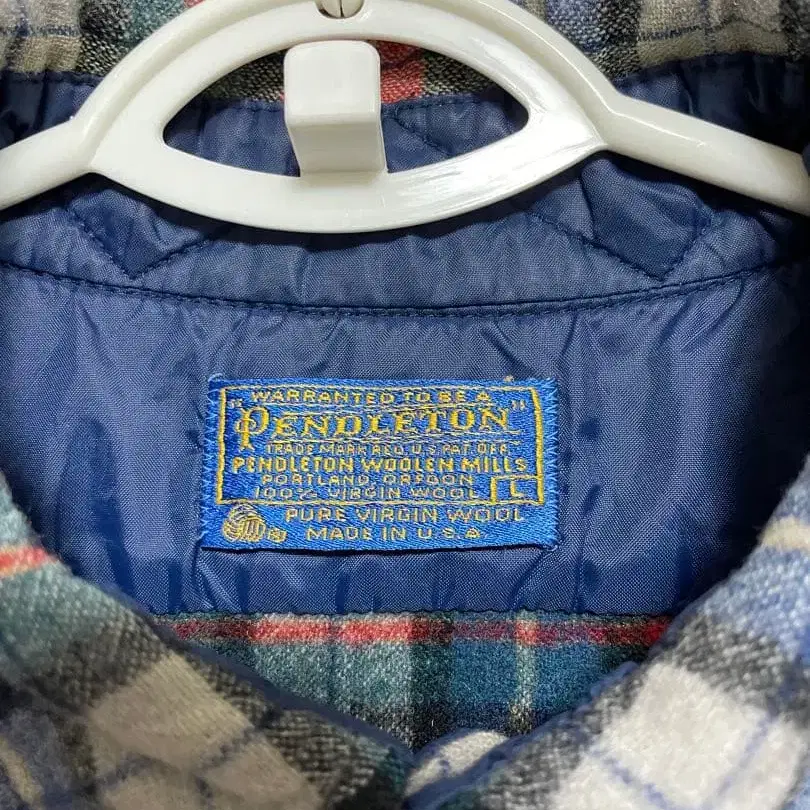 WARRANTED TO BE A
"PENDLETON"
TRADE MARK REG. U.S. PAT. OFF.
PENDLETON WOOLEN MILLS
PORTLAND, OREGON
100% VIRGIN WOOL L
PURE VIRGIN WOOL
MADE IN U.S.A